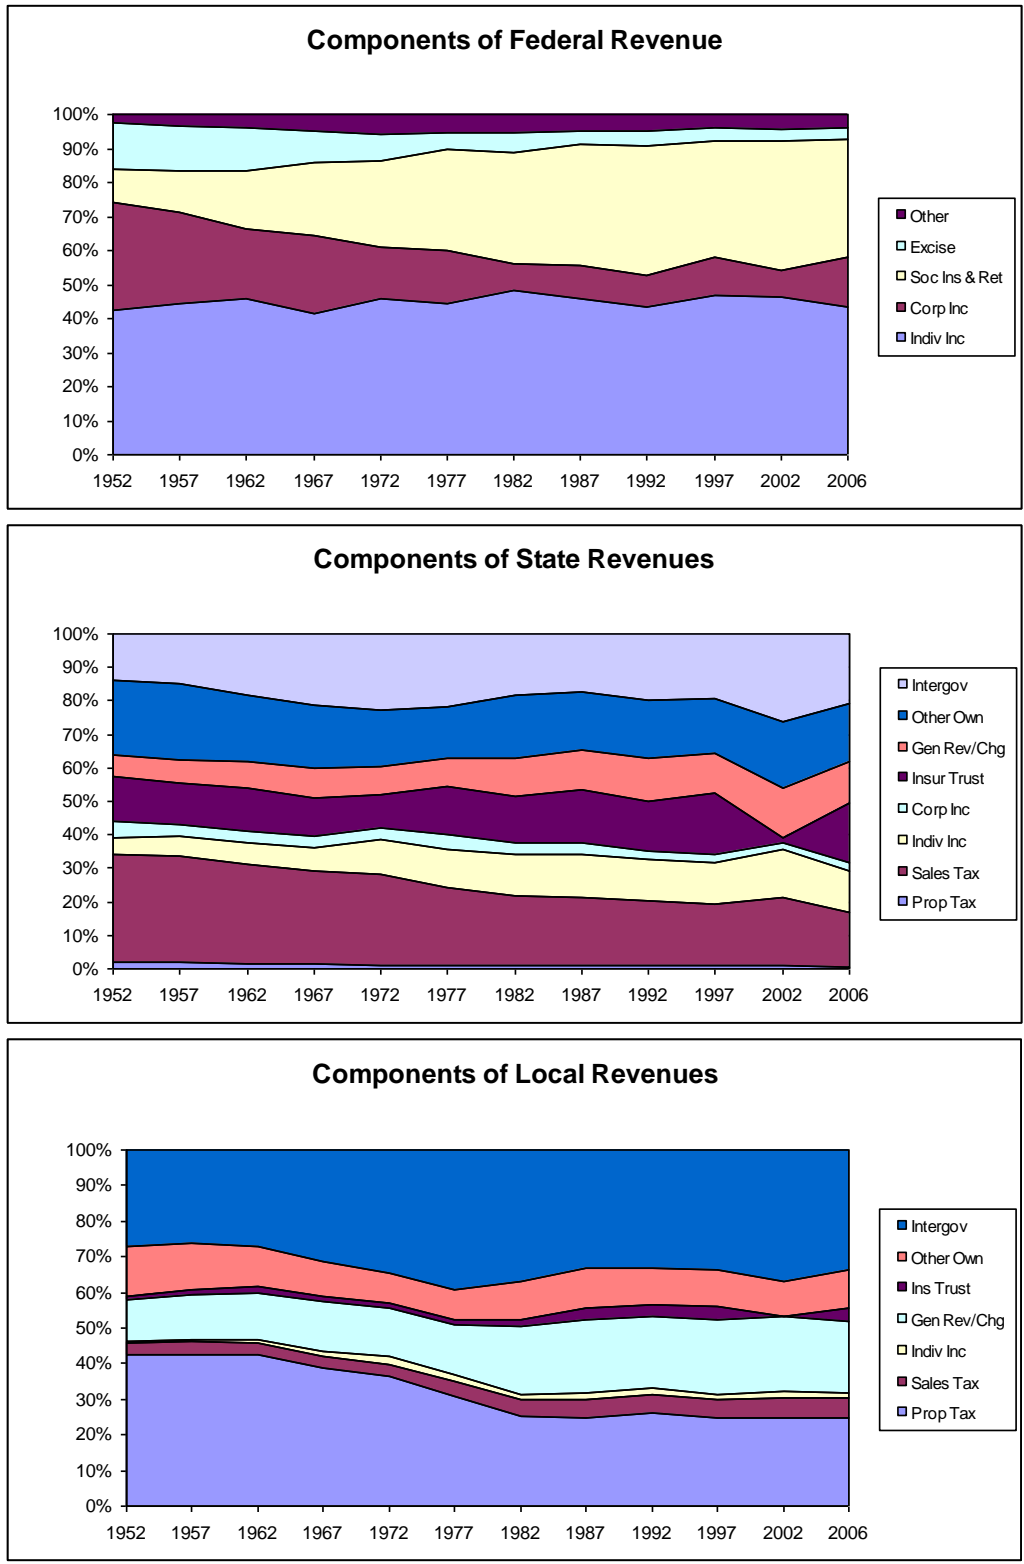 Components of Federal Revenue
100%
90%
80%
70%
60%
50%
40%
30%
20%
10%
0%
1952 1957 1962 1967 1972 1977 1982 1987 1992 1997 2002 2006
Other
Excise
Soc Ins & Ret
Corp Inc
Indiv Inc
Components of State Revenues
100%
90%
80%
70%
60%
50%
40%
30%
20%
10%
0%
1952 1957 1962 1967 1972 1977 1982 1987 1992 1997 2002 2006
Intergov
Other Own
Gen Rev/Chg
Insur Trust
Corp Inc
Indiv Inc
Sales Tax
Prop Tax
Components of Local Revenues
100%
90%
80%
70%
60%
50%
40%
30%
20%
10%
0%
1952 1957 1962 1967 1972 1977 1982 1987 1992 1997 2002 2006
Intergov
Other Own
Ins Trust
Gen Rev/Chg
Indiv Inc
Sales Tax
Prop Tax